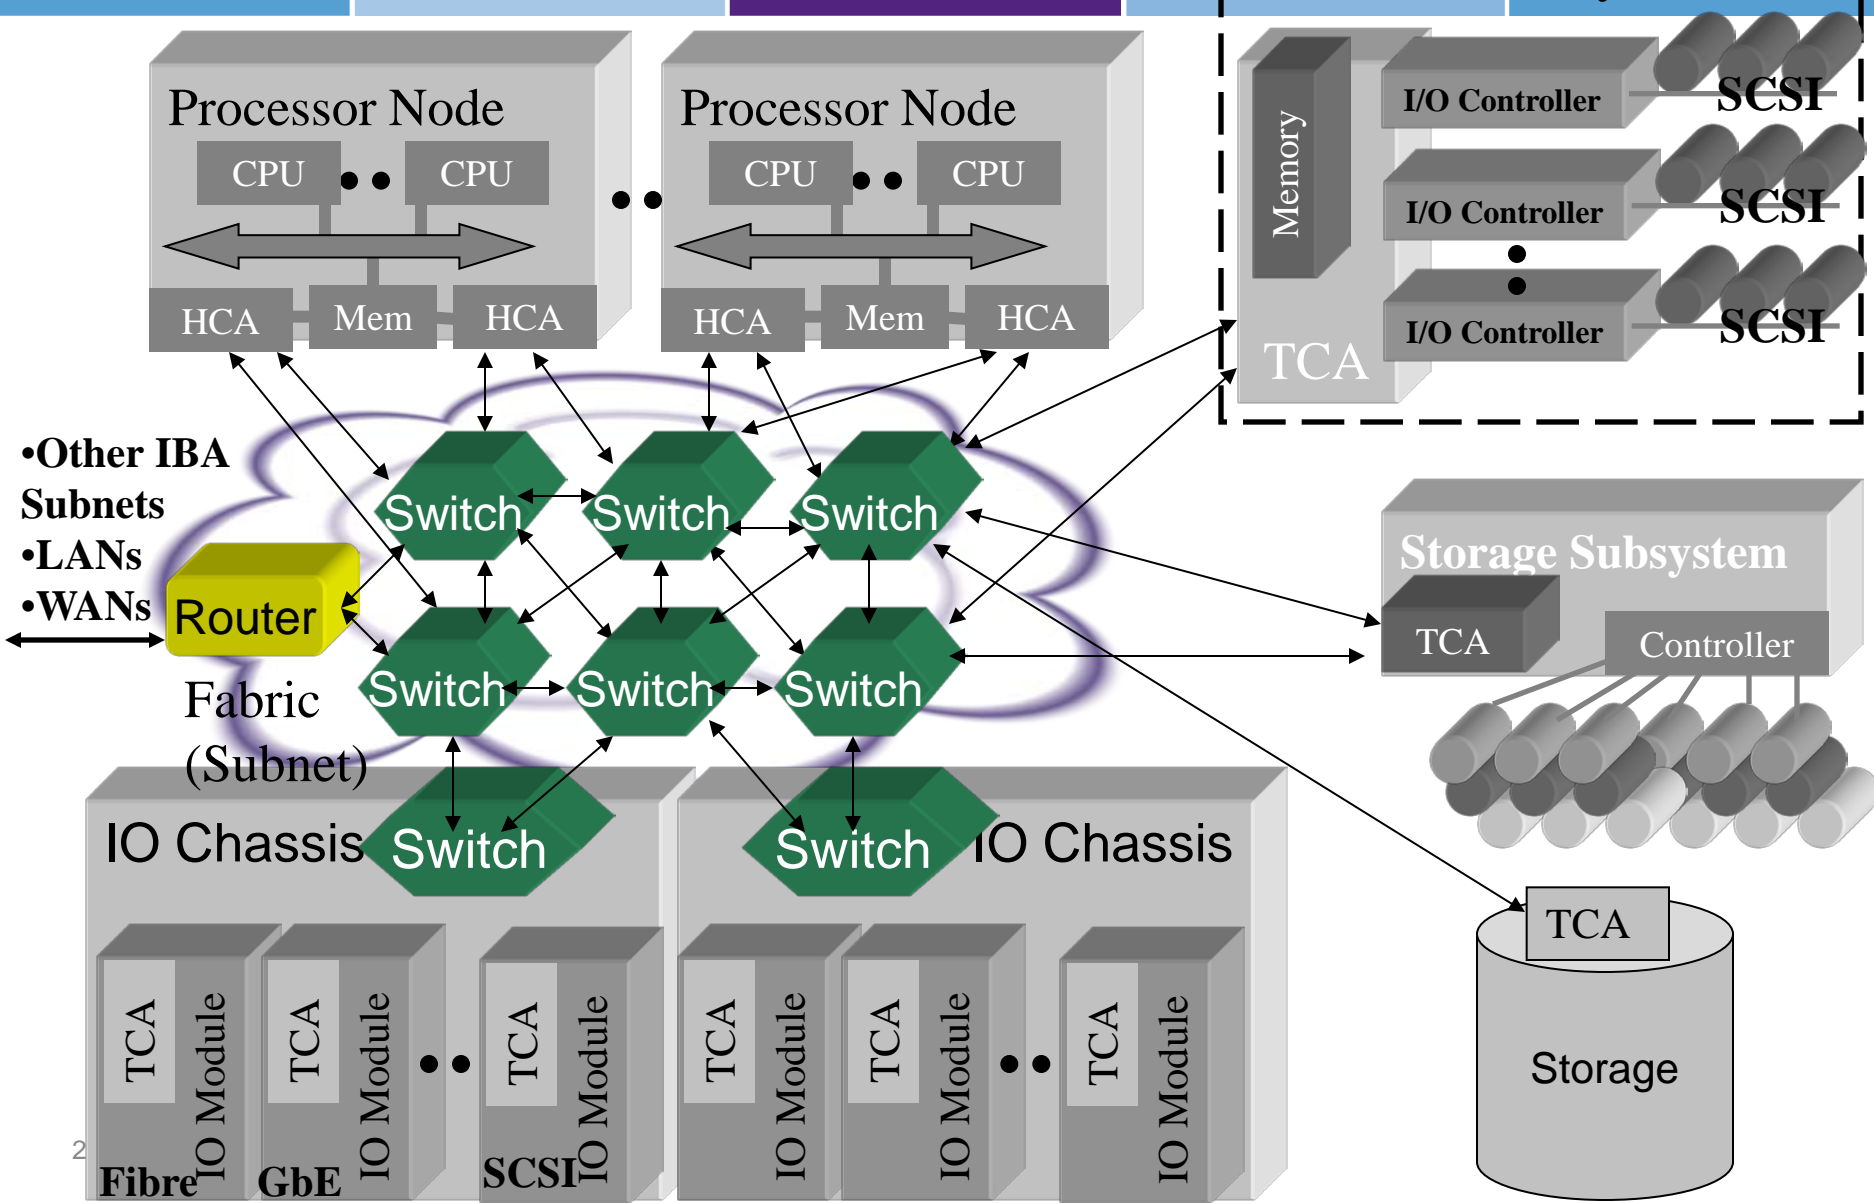 Processor Node
CPU
CPU
HCA
Mem
HCA
Processor Node
CPU
CPU
HCA
Mem
HCA
Memory
TCA
I/O Controller
SCSI
I/O Controller
SCSI
I/O Controller
SCSI
•Other IBA
Subnets
•LANs
•WANs
Router
Fabric
(Subnet)
Switch
Switch
Switch
Switch
Switch
Switch
Storage Subsystem
TCA
Controller
IO Chassis
Switch
TCA
IO Module
Fibre
TCA
IO Module
GbE
TCA
IO Module
SCSI
Switch
IO Chassis
TCA
IO Module
TCA
IO Module
TCA
IO Module
TCA
Storage
2